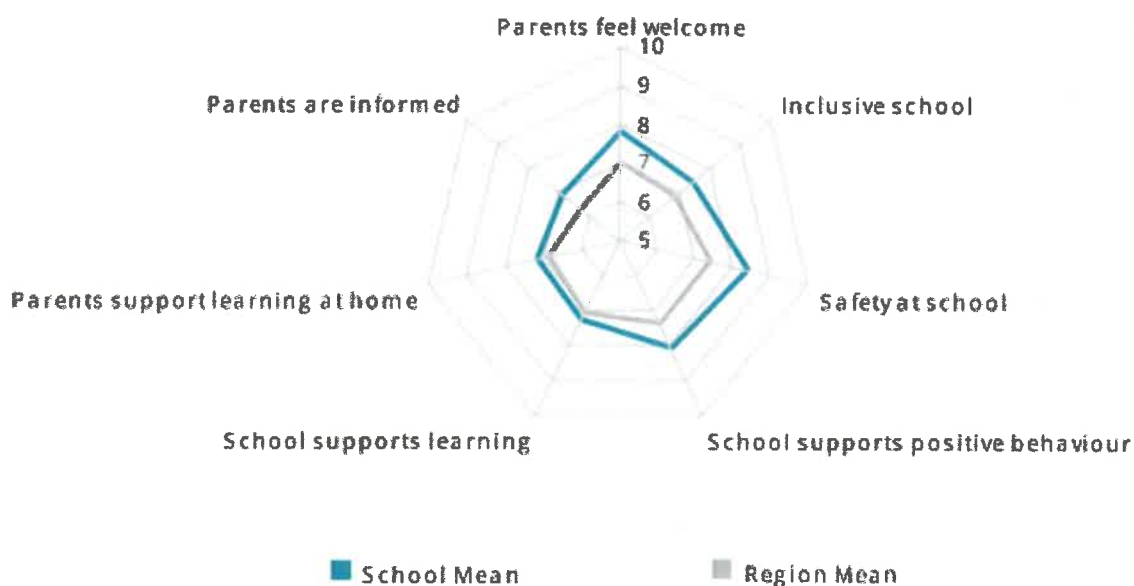 Parents feel welcome
10
9
Parents are informed
Inclusive school
8
7
6
5
Parents support learning at home
Safety at school
School supports learning
School supports positive behaviour
School Mean
Region Mean